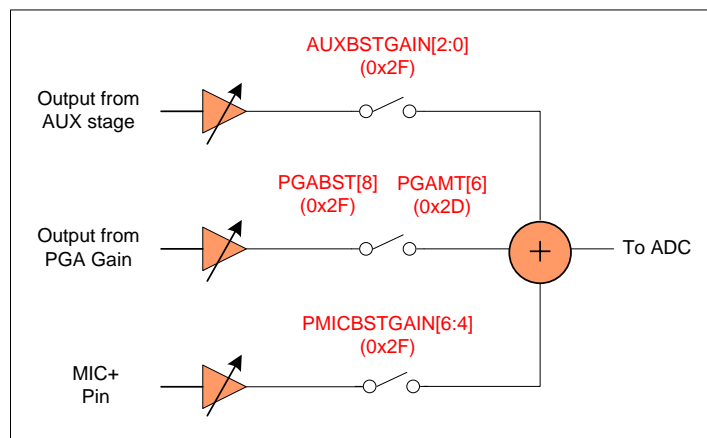 AUXBSTGAIN[2:0]
(0x2F)
Output from
AUX stage
PGABST[8] PGAMT[6]
(0x2F) (0x2D)
Output from
PGA Gain
+
To ADC
PMICBSTGAIN[6:4]
(0x2F)
MIC+
Pin